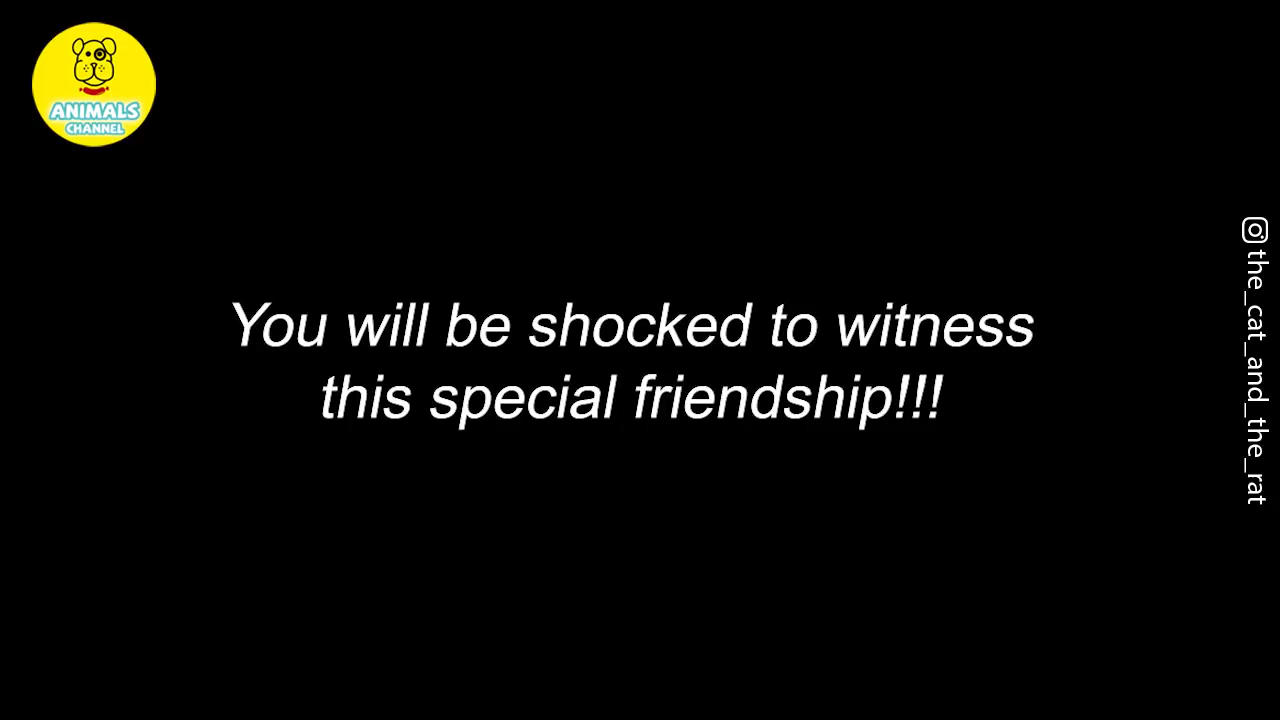 ANIMALS
CHANNEL
You will be shocked to witness
this special friendship!!!
the_cat_and_the_rat